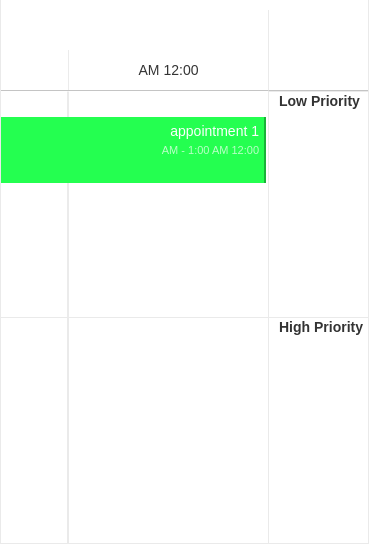 AM 12:00
Low Priority
appointment 1
AM - 1:00 AM 12:00
High Priority